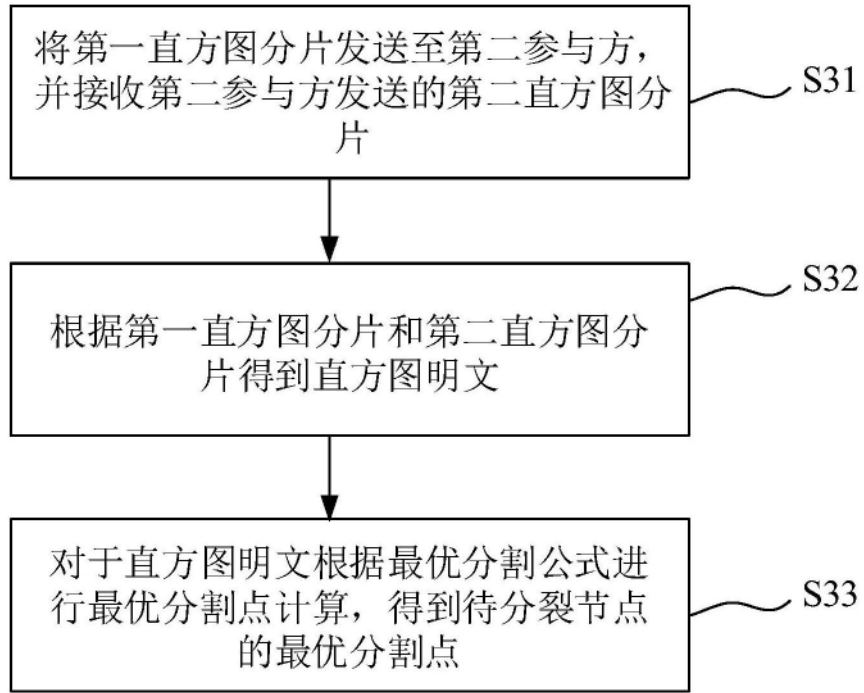 将第一直方图分片发送至第二参与方，
并接收第二参与方发送的第二直方图分
片
S31
根据第一直方图分片和第二直方图分
片得到直方图明文
S32
对于直方图明文根据最优分割公式进
行最优分割点计算，得到待分裂节点
的最优分割点
S33